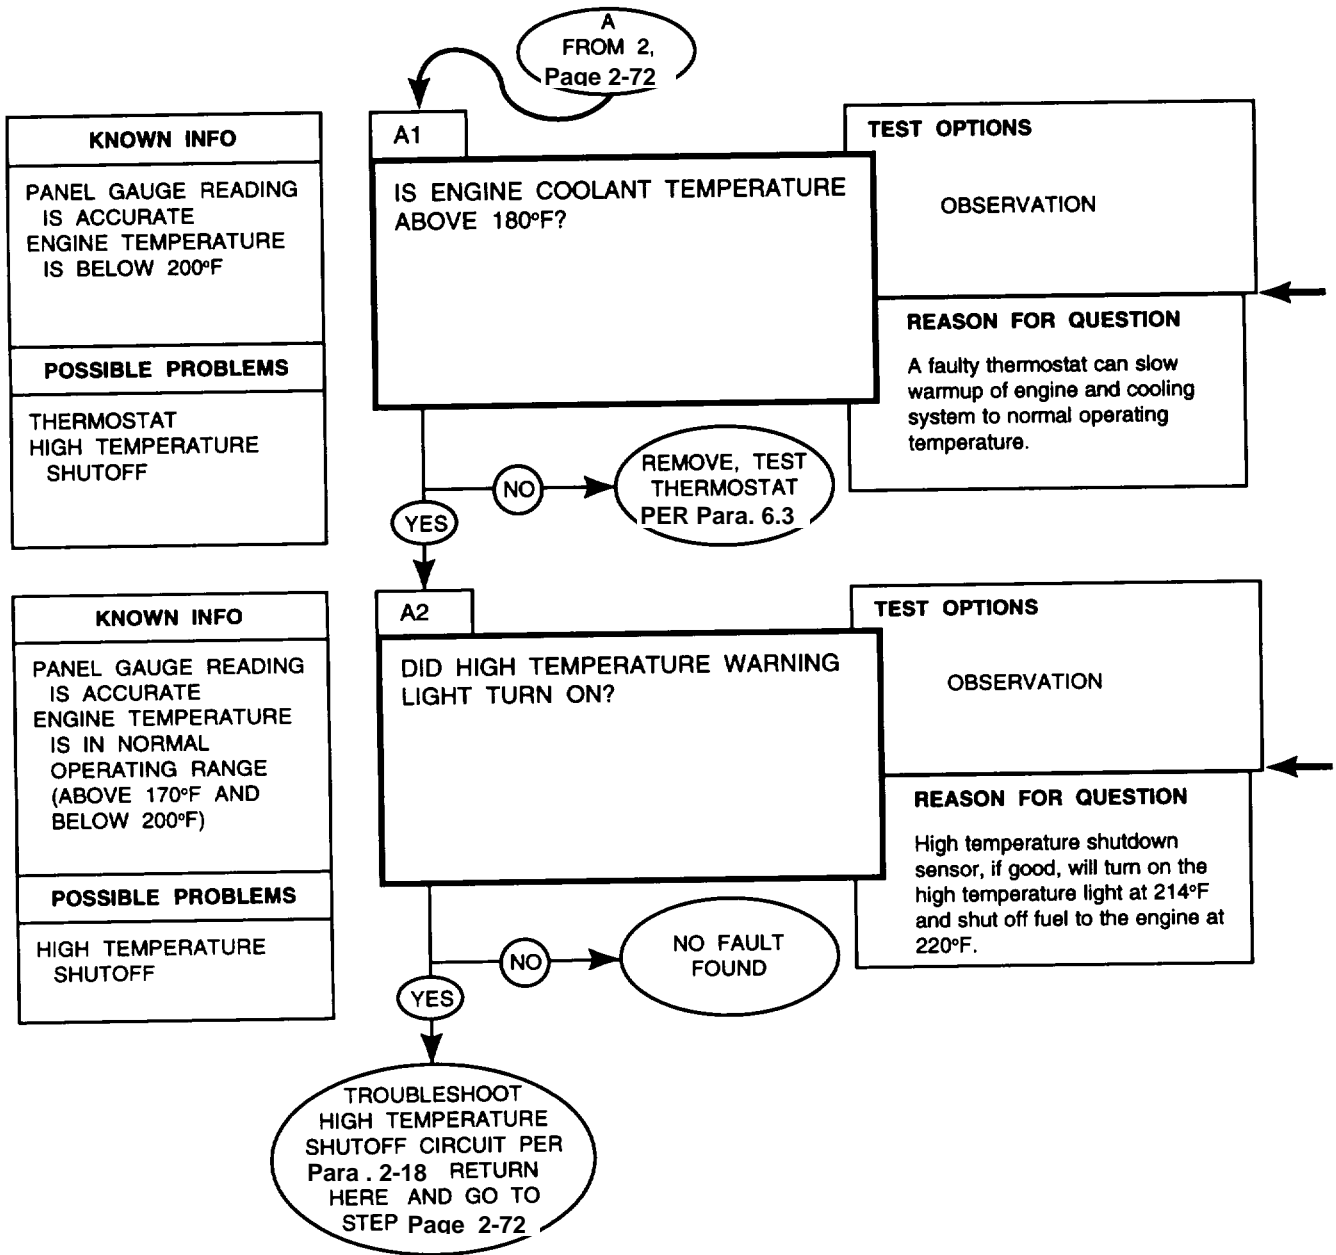 A
FROM 2,
Page 2-72
KNOWN INFO
PANEL GAUGE READING
IS ACCURATE
ENGINE TEMPERATURE
IS BELOW 200°F
POSSIBLE PROBLEMS
THERMOSTAT
HIGH TEMPERATURE
SHUTOFF
A1
IS ENGINE COOLANT TEMPERATURE
ABOVE 180°F?
TEST OPTIONS
OBSERVATION
REASON FOR QUESTION
A faulty thermostat can slow
warmup of engine and cooling
system to normal operating
temperature.
NO
REMOVE, TEST
THERMOSTAT
PER Para. 6.3
YES
KNOWN INFO
PANEL GAUGE READING
IS ACCURATE
ENGINE TEMPERATURE
IS IN NORMAL
OPERATING RANGE
(ABOVE 170°F AND
BELOW 200°F)
POSSIBLE PROBLEMS
HIGH TEMPERATURE
SHUTOFF
A2
DID HIGH TEMPERATURE WARNING
LIGHT TURN ON?
TEST OPTIONS
OBSERVATION
REASON FOR QUESTION
High temperature shutdown
sensor, if good, will turn on the
high temperature light at 214°F
and shut off fuel to the engine at
220°F.
NO
NO FAULT
FOUND
YES
TROUBLESHOOT
HIGH TEMPERATURE
SHUTOFF CIRCUIT PER
Para . 2-18 RETURN
HERE AND GO TO
STEP Page 2-72